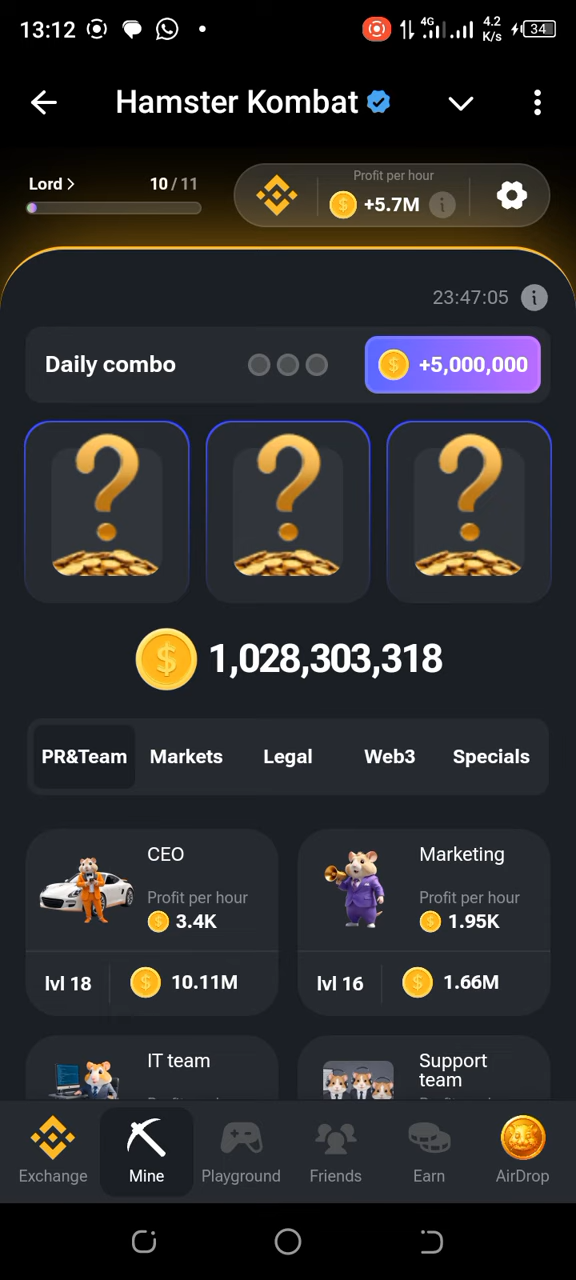 13:12
4G
4.2
K/s
34
Hamster Kombat
Lord >
10 / 11
Profit per hour
+5.7M
23:47:05
Daily combo
+5,000,000
1,028,303,318
PR&Team
Markets
Legal
Web3
Specials
CEO
Profit per hour
3.4K
lvl 18
10.11M
Marketing
Profit per hour
1.95K
lvl 16
1.66M
IT team
Support
team
Exchange
Mine
Playground
Friends
Earn
AirDrop